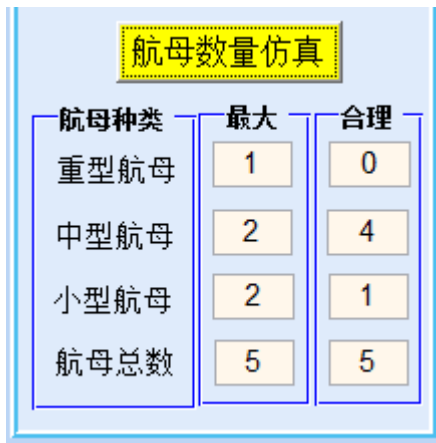 航母数量仿真
航母种类 最大 合理
重型航母 1 0
中型航母 2 4
小型航母 2 1
航母总数 5 5